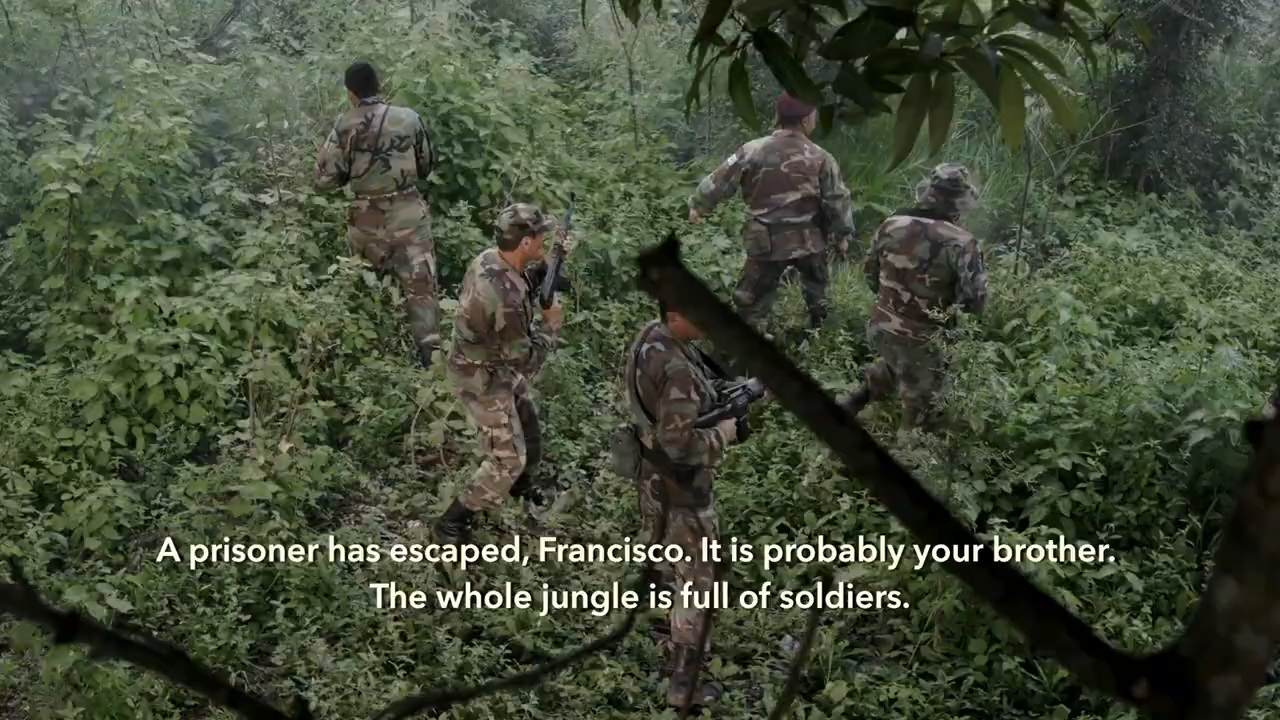 A prisoner has escaped, Francisco. It is probably your brother.
The whole jungle is full of soldiers.